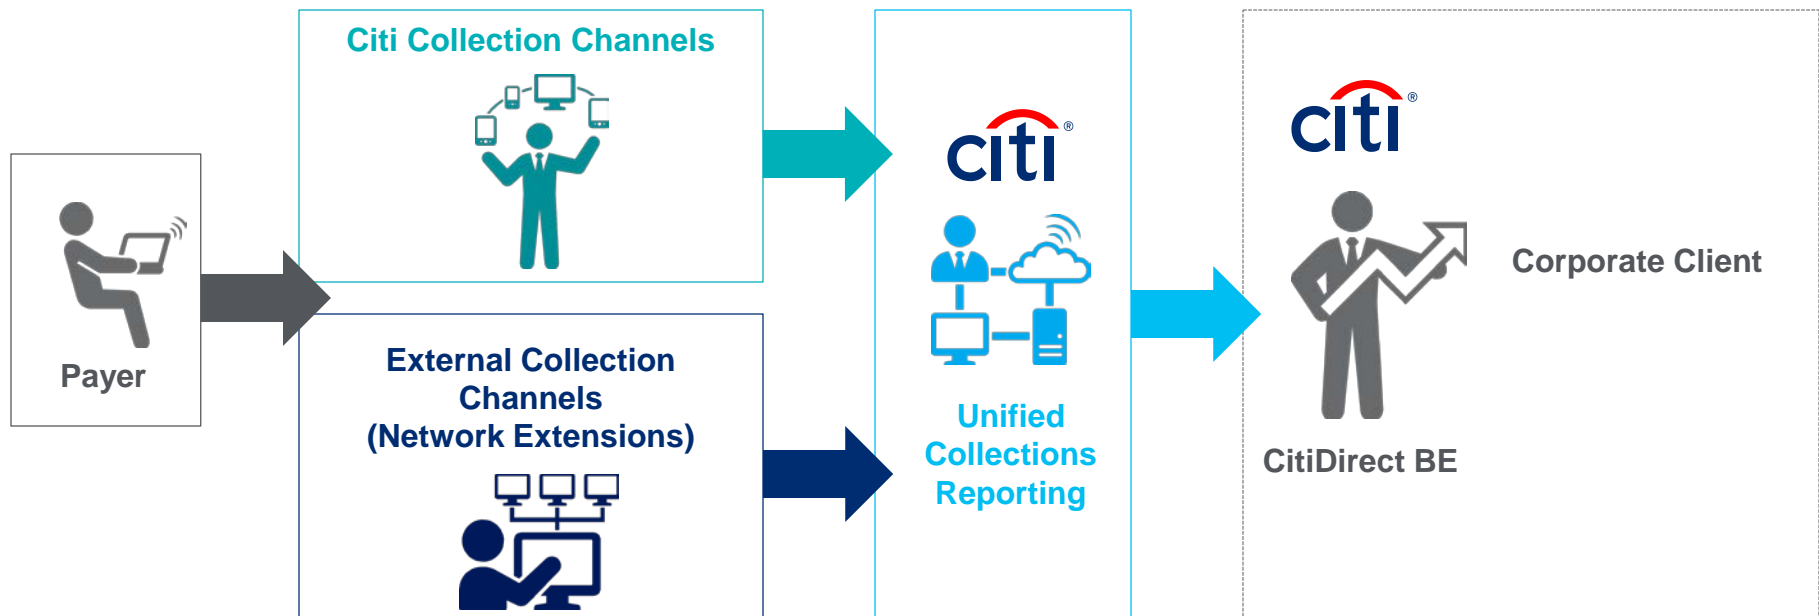 Payer
Citi Collection Channels
External Collection
Channels
(Network Extensions)
citi®
Unified
Collections
Reporting
citi®
Corporate Client
CitiDirect BE